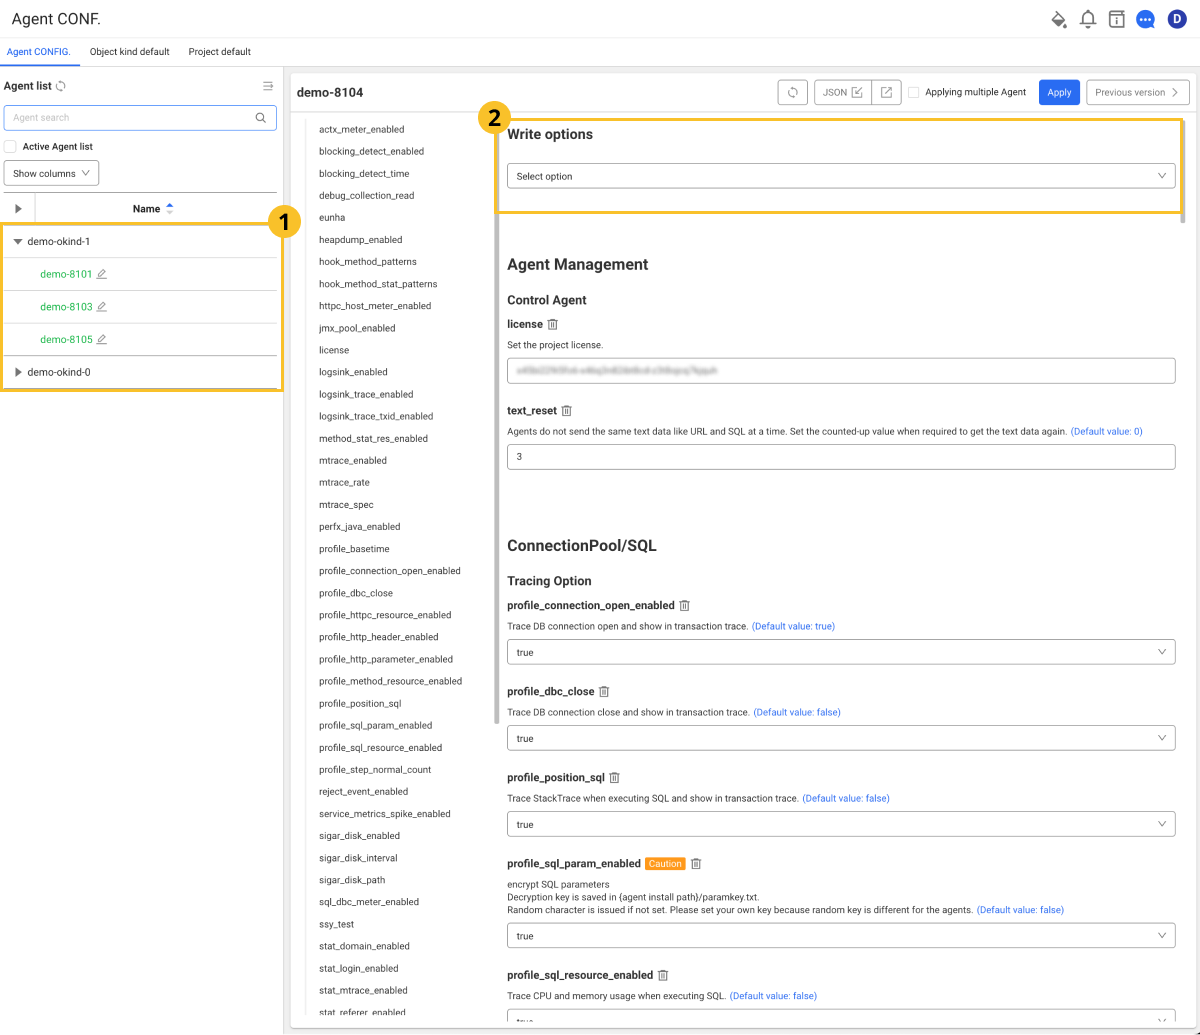 Agent CONF.
D
Agent CONFIG.
Object kind default
Project default
Agent list
Agent search
Active Agent list
Show columns
Name
1
demo-okind-1
demo-8101
demo-8103
demo-8105
demo-okind-0
demo-8104
JSON
Applying multiple Agent
Apply
Previous version
actx_meter_enabled
blocking_detect_enabled
blocking_detect_time
debug_collection_read
eunha
heapdump_enabled
hook_method_patterns
hook_method_stat_patterns
httpc_host_meter_enabled
jmx_pool_enabled
license
logsink_enabled
logsink_trace_enabled
logsink_trace_txid_enabled
method_stat_res_enabled
mtrace_enabled
mtrace_rate
mtrace_spec
perfx_java_enabled
profile_basetime
profile_connection_open_enabled
profile_dbc_close
profile_httpc_resource_enabled
profile_http_header_enabled
profile_http_parameter_enabled
profile_method_resource_enabled
profile_position_sql
profile_sql_param_enabled
profile_sql_resource_enabled
profile_step_normal_count
reject_event_enabled
service_metrics_spike_enabled
sigar_disk_enabled
sigar_disk_interval
sigar_disk_path
sql_dbc_meter_enabled
ssy_test
stat_domain_enabled
stat_login_enabled
stat_mtrace_enabled
stat_referer_enabled
2
Write options
Select option
Agent Management
Control Agent
license
Set the project license.
text_reset
Agents do not send the same text data like URL and SQL at a time. Set the counted-up value when required to get the text data again. (Default value: 0)
3
ConnectionPool/SQL
Tracing Option
profile_connection_open_enabled
Trace DB connection open and show in transaction trace. (Default value: true)
true
profile_dbc_close
Trace DB connection close and show in transaction trace. (Default value: false)
true
profile_position_sql
Trace StackTrace when executing SQL and show in transaction trace. (Default value: false)
true
profile_sql_param_enabled Caution
encrypt SQL parameters
Decryption key is saved in {agent install path}/paramkey.txt.
Random character is issued if not set. Please set your own key because random key is different for the agents. (Default value: false)
true
profile_sql_resource_enabled
Trace CPU and memory usage when executing SQL. (Default value: false)
true